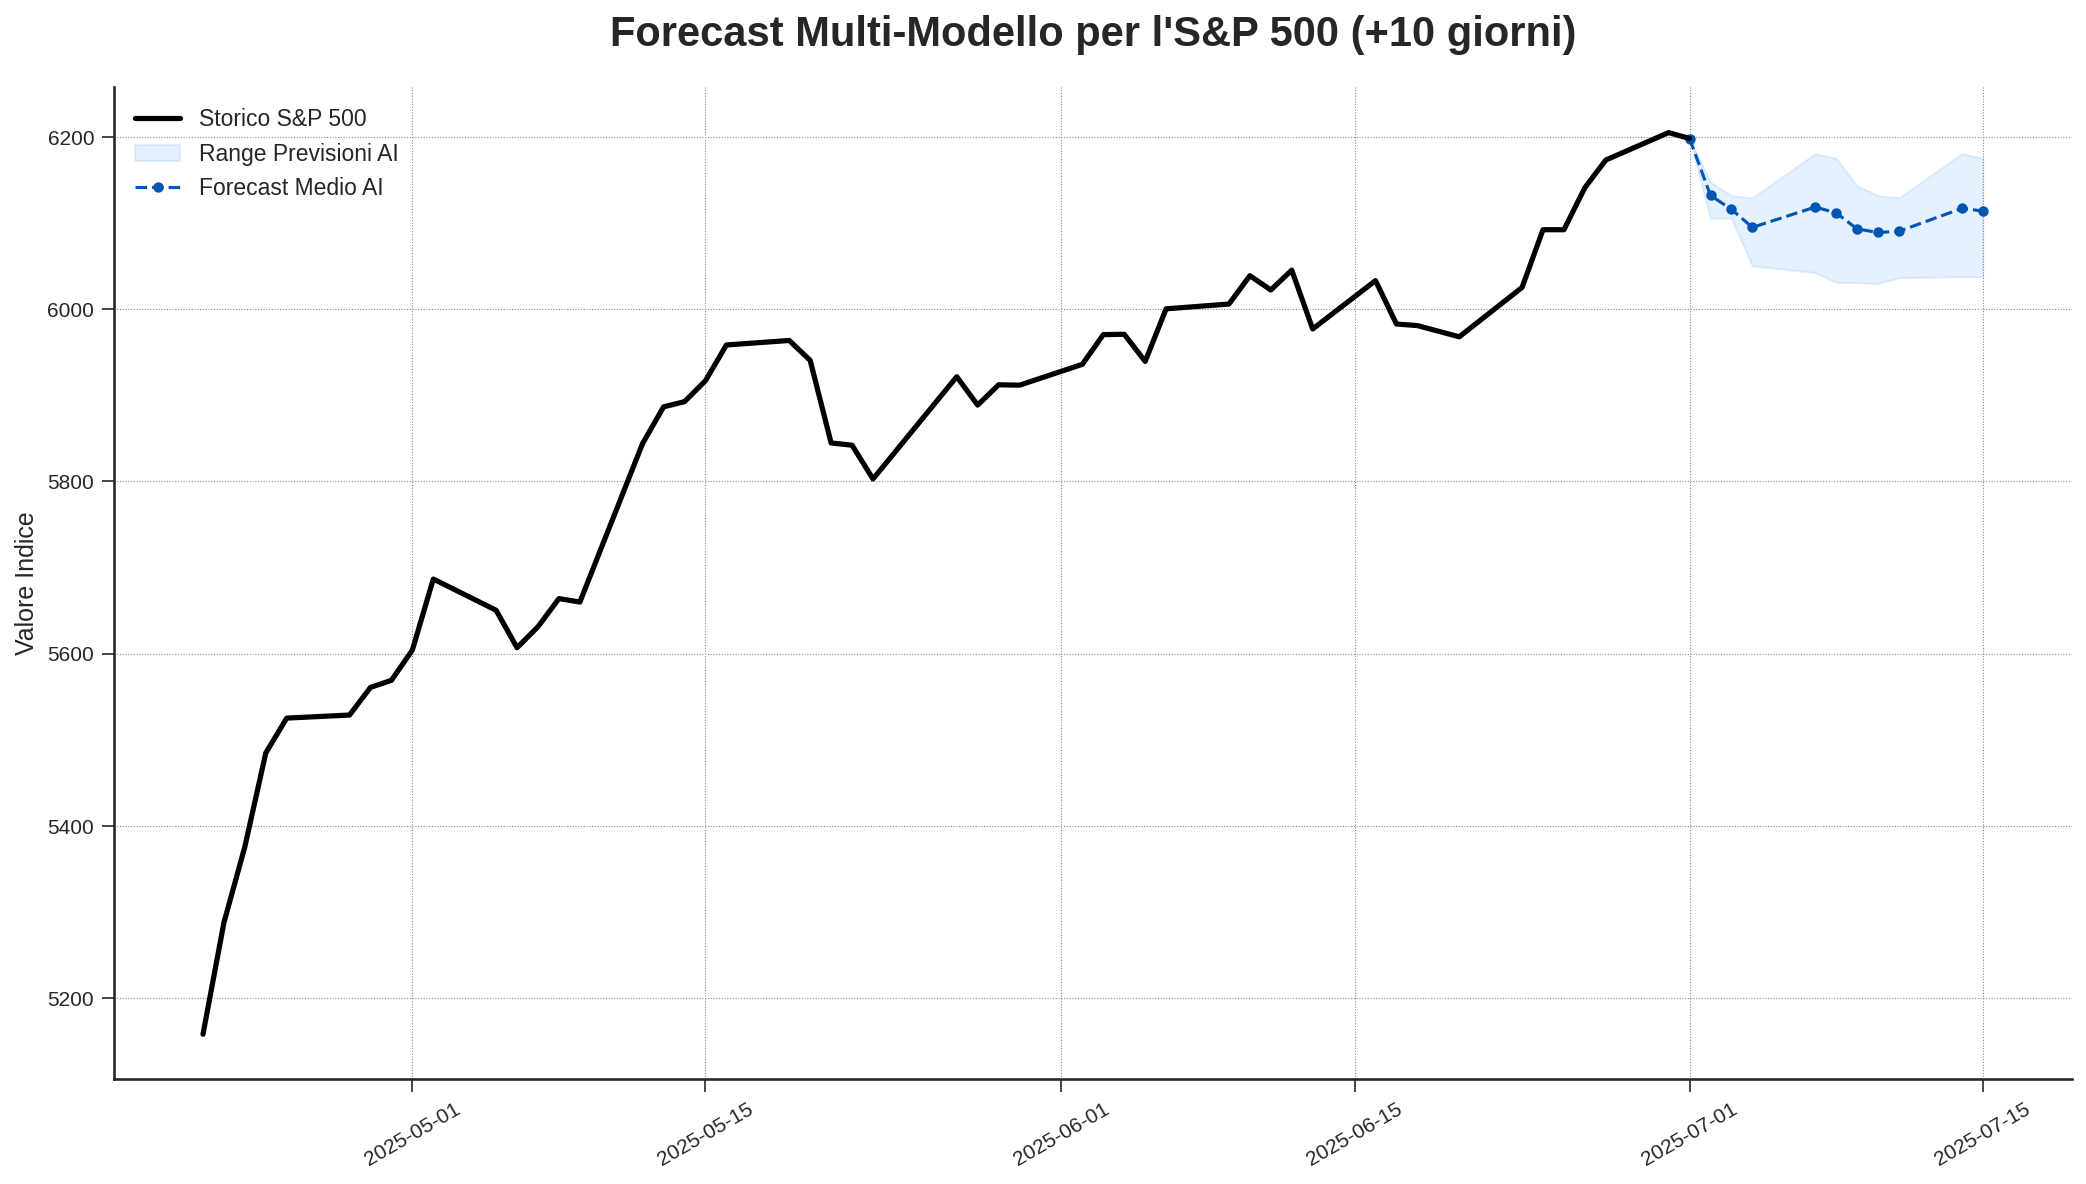 Forecast Multi-Modello per l'S&P 500 (+10 giorni)
Storico S&P 500
Range Previsioni AI
Forecast Medio AI
Valore Indice
6200
6000
5800
5600
5400
5200
2025-05-01
2025-05-15
2025-06-01
2025-06-15
2025-07-01
2025-07-15